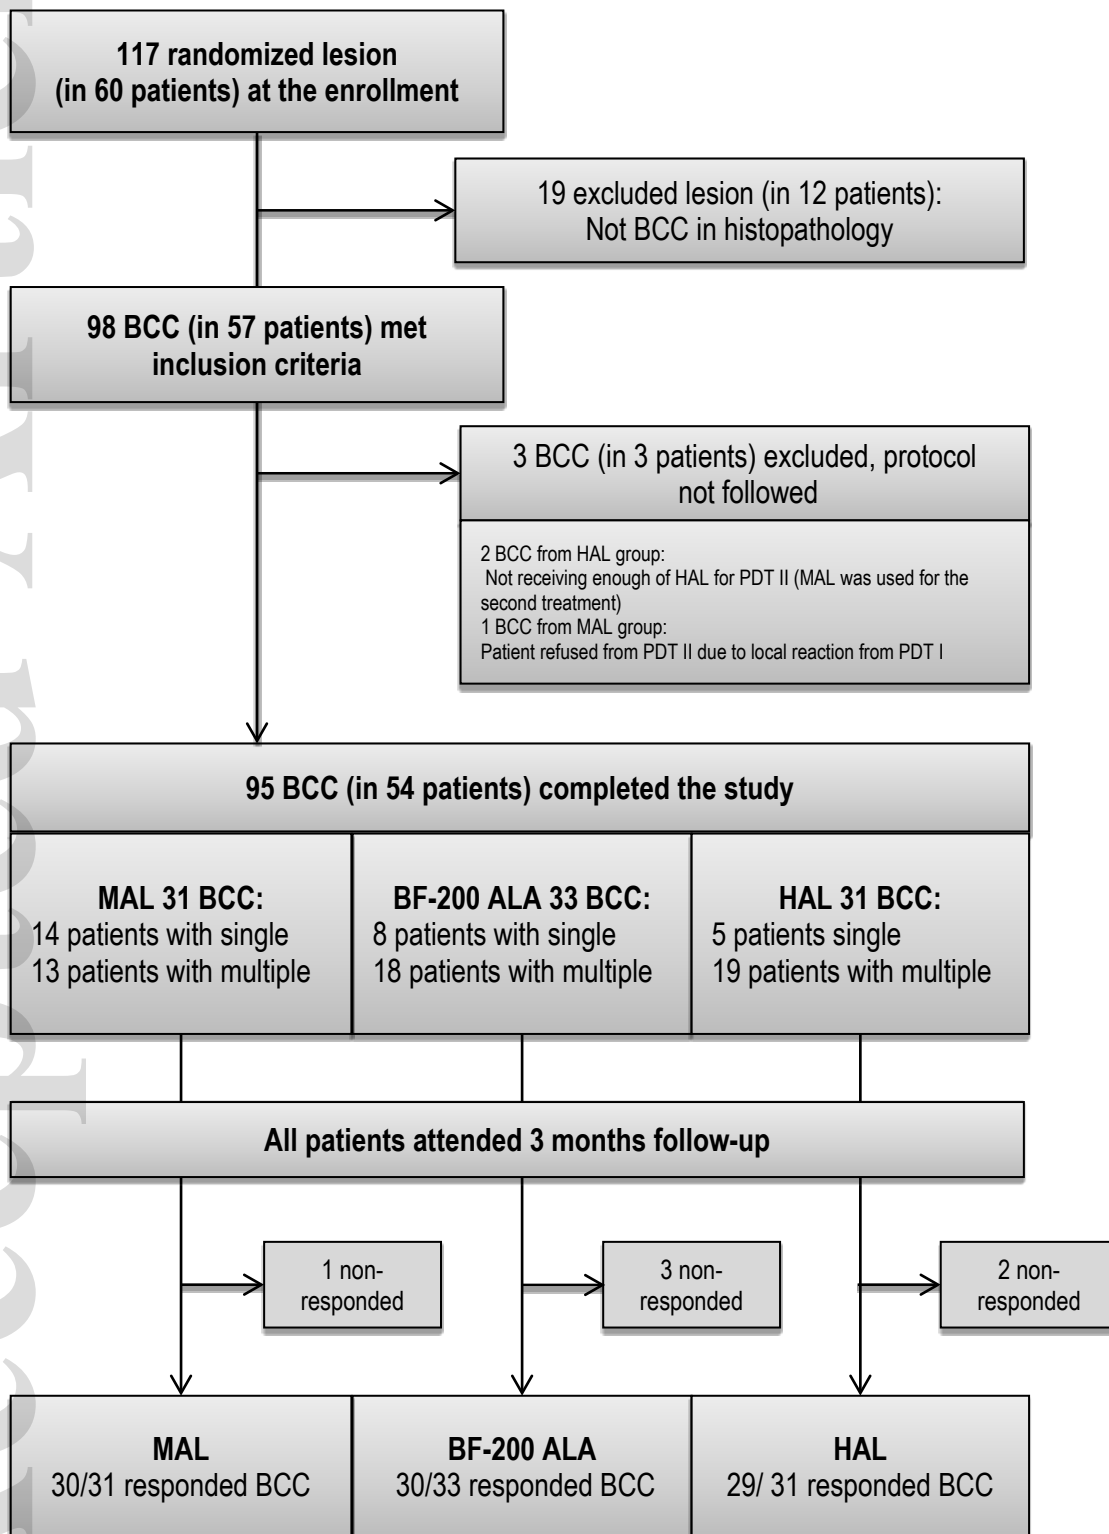 117 randomized lesion
(in 60 patients) at the enrollment
19 excluded lesion (in 12 patients):
Not BCC in histopathology
98 BCC (in 57 patients) met
inclusion criteria
3 BCC (in 3 patients) excluded, protocol
not followed
2 BCC from HAL group:
Not receiving enough of HAL for PDT II (MAL was used for the
second treatment)
1 BCC from MAL group:
Patient refused from PDT II due to local reaction from PDT I
95 BCC (in 54 patients) completed the study
MAL 31 BCC:
14 patients with single
13 patients with multiple
BF-200 ALA 33 BCC:
8 patients with single
18 patients with multiple
HAL 31 BCC:
5 patients single
19 patients with multiple
All patients attended 3 months follow-up
1 non-
responded
3 non-
responded
2 non-
responded
MAL
30/31 responded BCC
BF-200 ALA
30/33 responded BCC
HAL
29/ 31 responded BCC